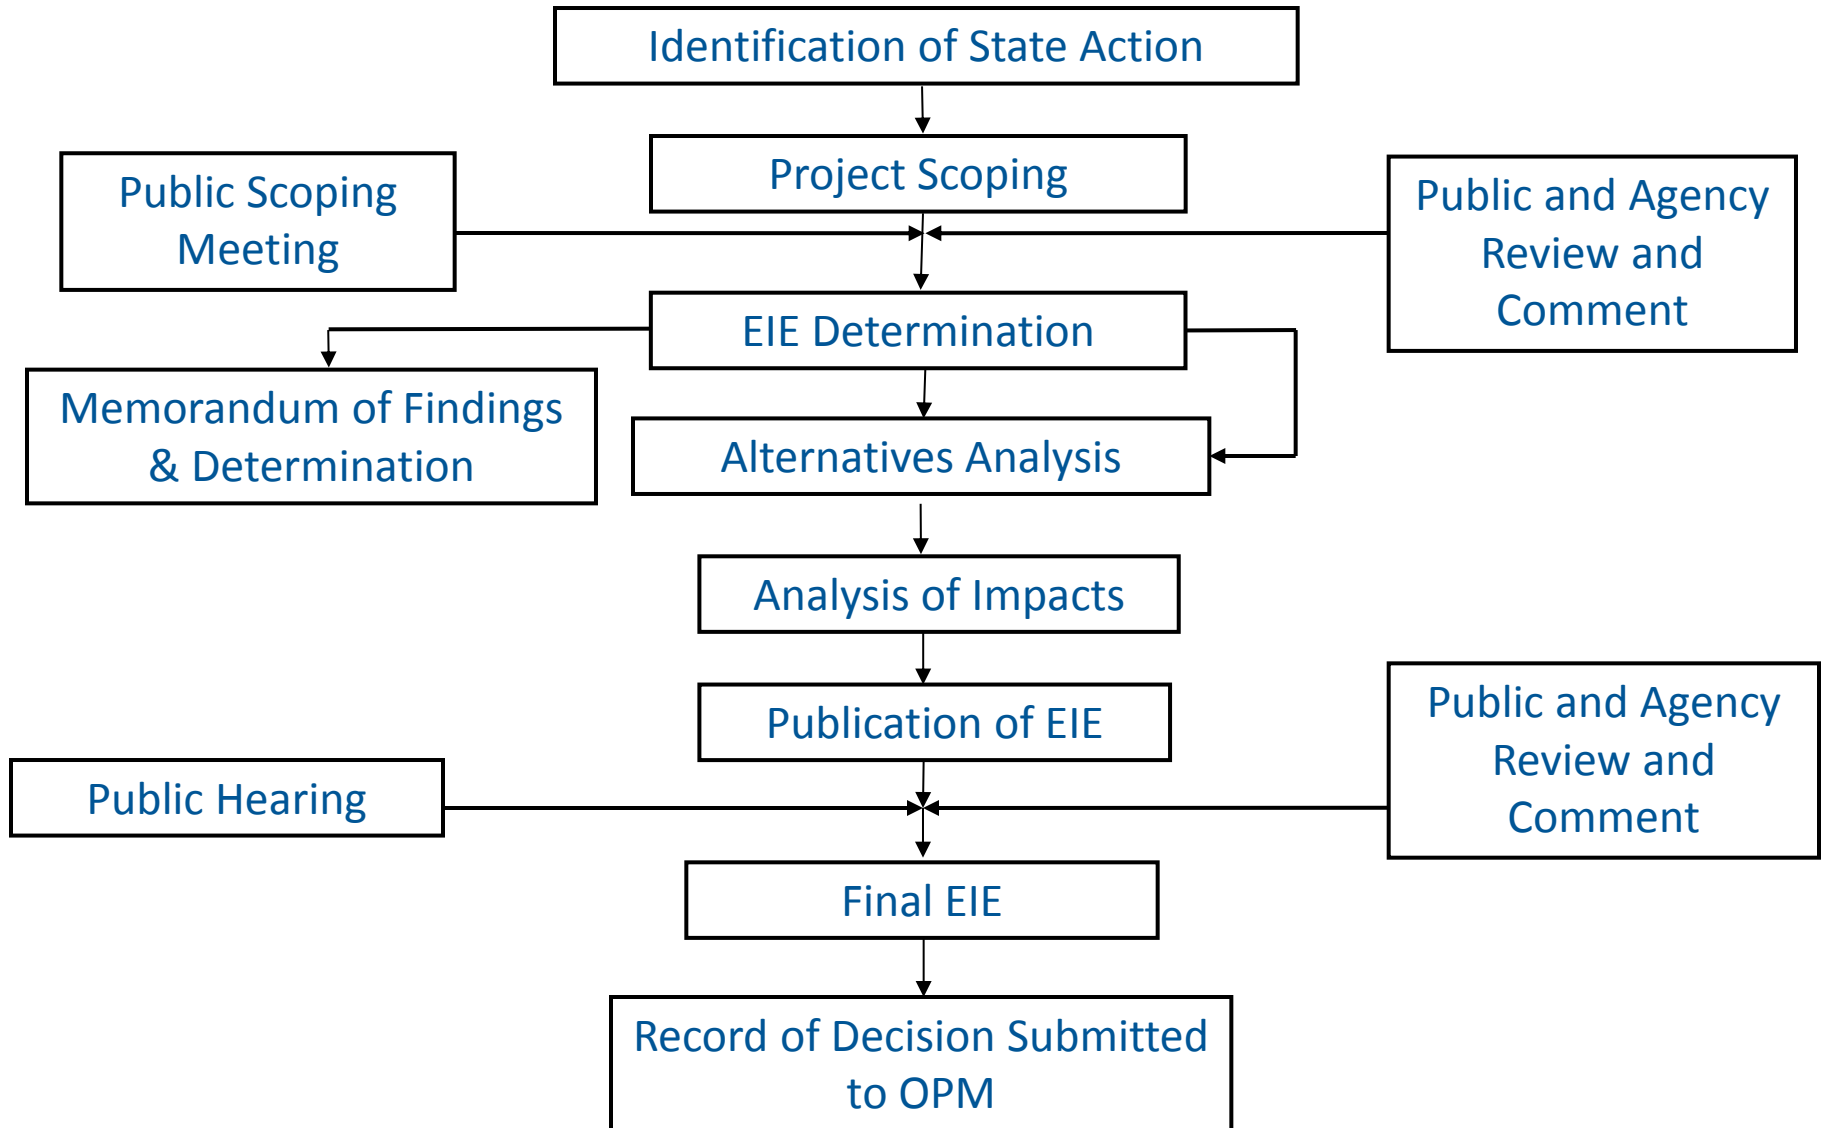 Identification of State Action
Project Scoping
Public Scoping
Meeting
Public and Agency
Review and
Comment
EIE Determination
Memorandum of Findings
& Determination
Alternatives Analysis
Analysis of Impacts
Publication of EIE
Public and Agency
Review and
Comment
Public Hearing
Final EIE
Record of Decision Submitted
to OPM